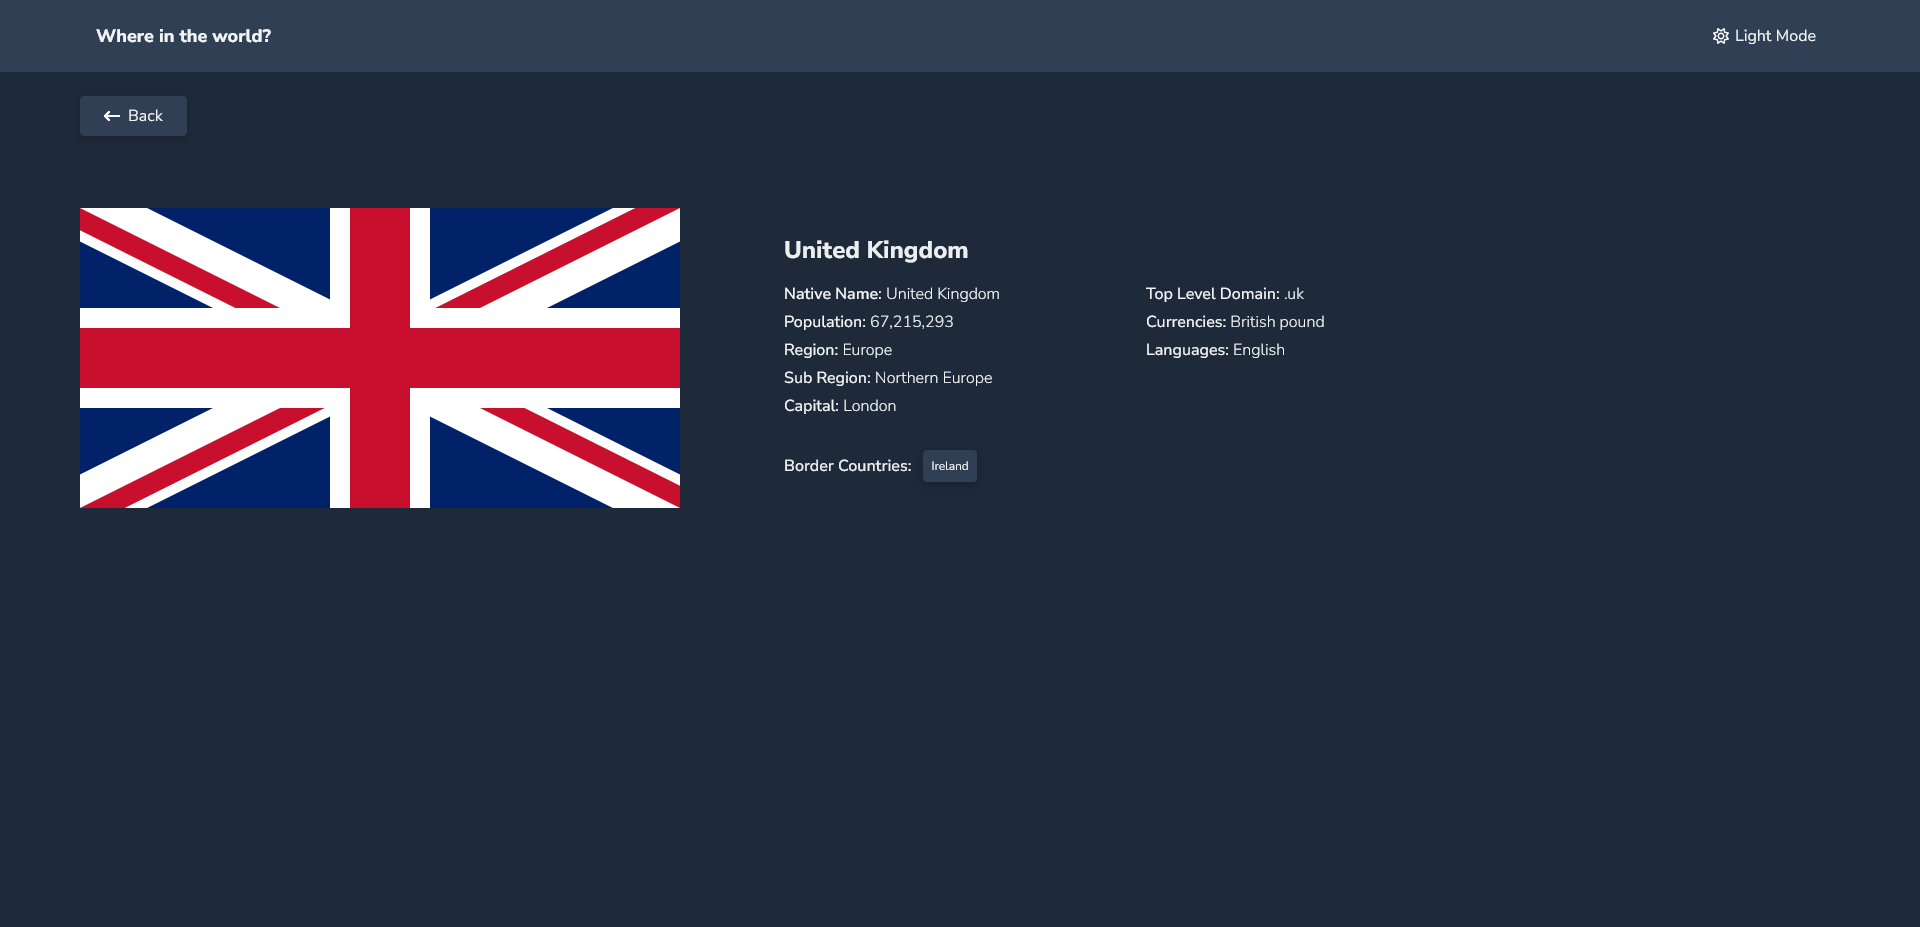 Where in the world?
Light Mode
Back
United Kingdom
Native Name: United Kingdom
Population: 67,215,293
Region: Europe
Sub Region: Northern Europe
Capital: London
Top Level Domain: .uk
Currencies: British pound
Languages: English
Border Countries: Ireland